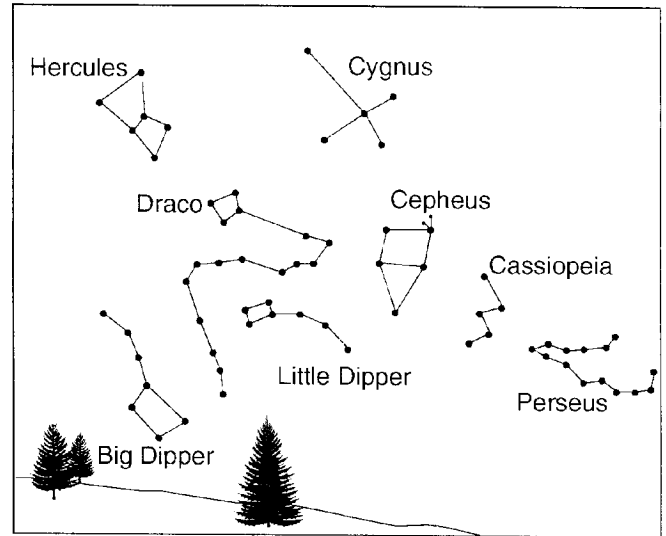 Hercules
Cygnus
Draco
Cepheus
Cassiopeia
Little Dipper
Perseus
Big Dipper